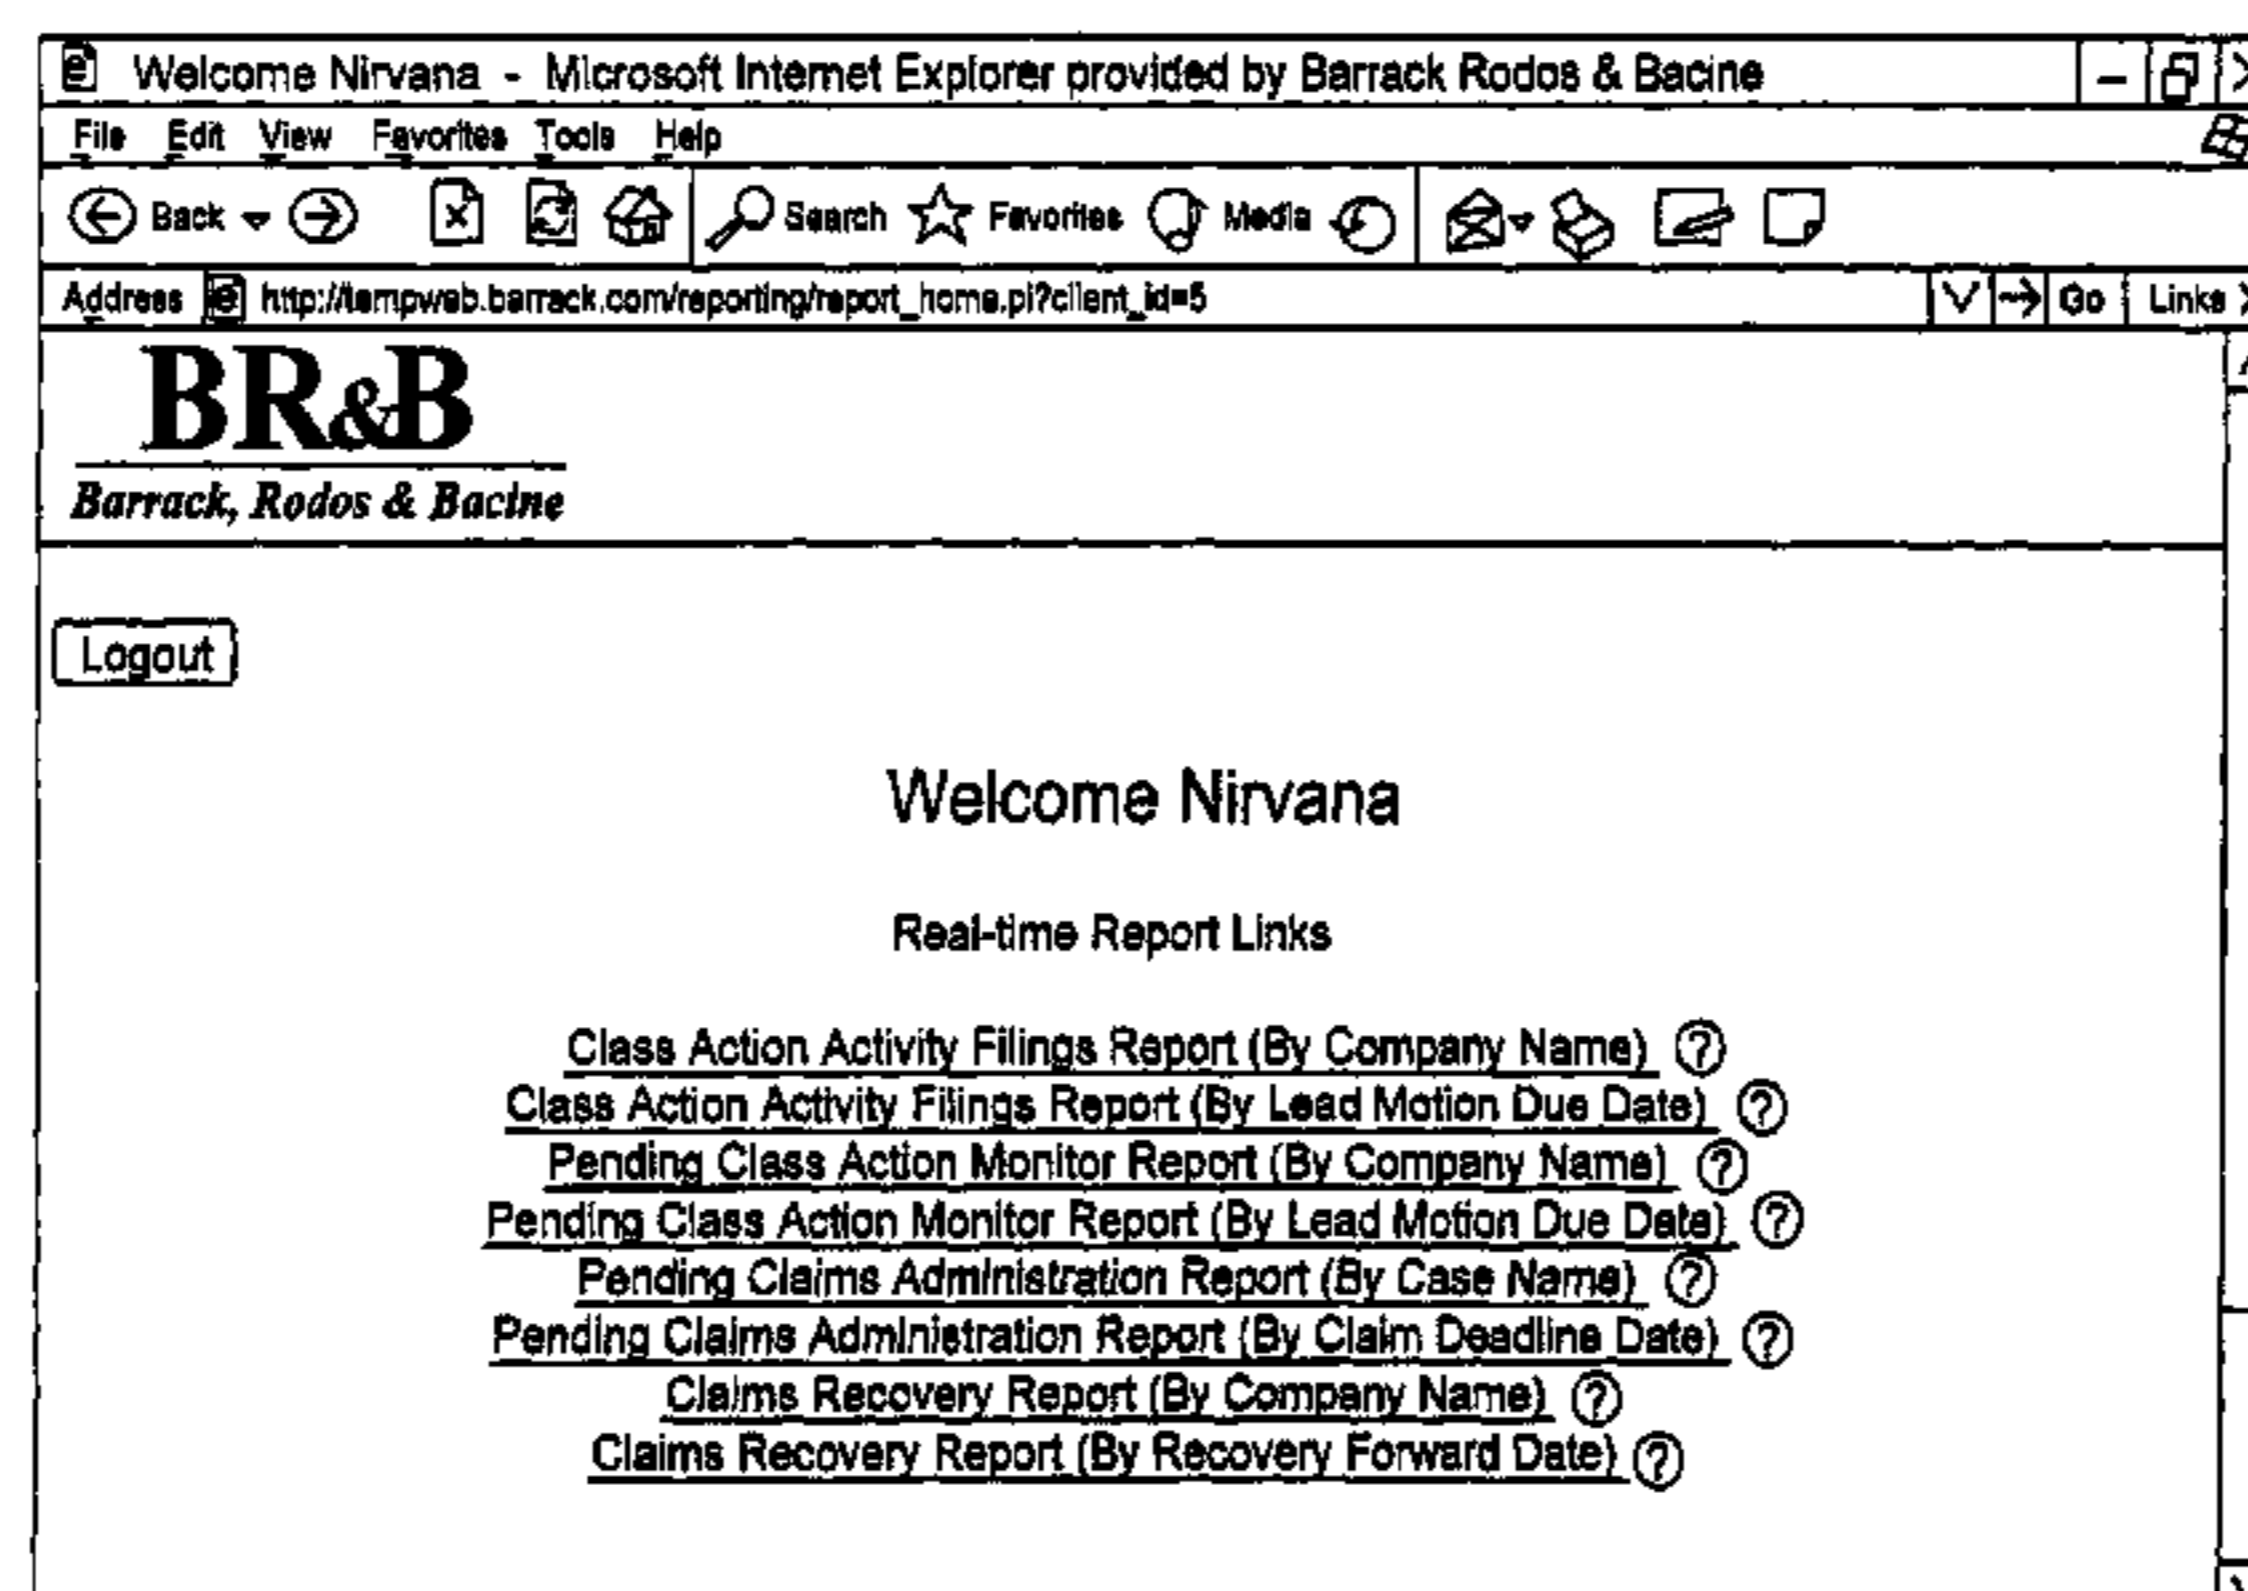 Welcome Nirvana - Microsoft Internet Explorer provided by Barrack Rodos & Bacine
File Edit View Favorites Tools Help
Back Search Favorites Media
Address http://tempweb.barrack.com/reporting/report_home.pl?client_id=5 Go Links
BR&B
Barrack, Rodos & Bacine
Logout
Welcome Nirvana
Real-time Report Links
Class Action Activity Filings Report (By Company Name) ?
Class Action Activity Filings Report (By Lead Motion Due Date) ?
Pending Class Action Monitor Report (By Company Name) ?
Pending Class Action Monitor Report (By Lead Motion Due Date) ?
Pending Claims Administration Report (By Case Name) ?
Pending Claims Administration Report (By Claim Deadline Date) ?
Claims Recovery Report (By Company Name) ?
Claims Recovery Report (By Recovery Forward Date) ?